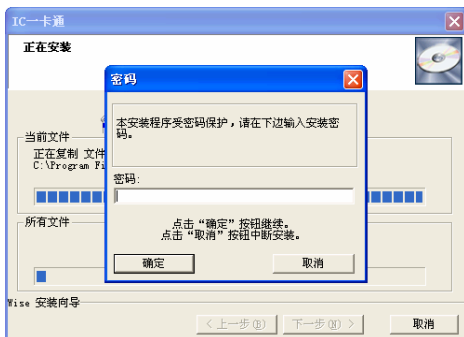 IC一卡通
正在安装
密码
本安装程序受密码保护，请在下边输入安装密
码。
当前文件
正在复制 文件
C:\Program Fi
密码:
所有文件
点击“确定”按钮继续。
点击“取消”按钮中断安装。
确定
取消
Wise 安装向导
< 上一步(B)
下一步(N) >
取消